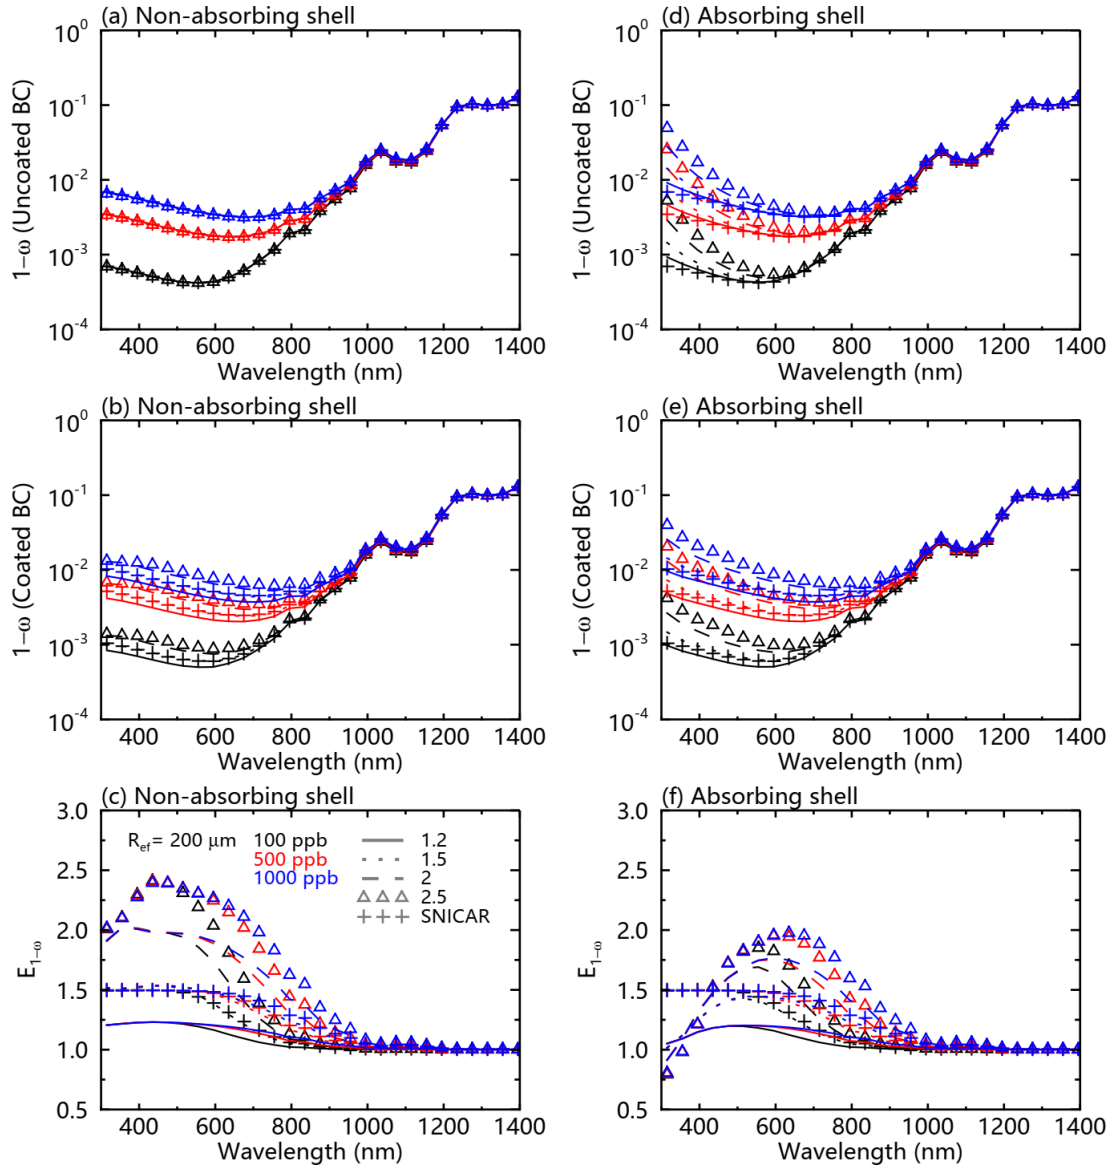 (a) Non-absorbing shell
10^0
10^-1
10^-2
10^-3
10^-4
1−ω (Uncoated BC)
400 600 800 1000 1200 1400
Wavelength (nm)
(d) Absorbing shell
10^0
10^-1
10^-2
10^-3
10^-4
1−ω (Uncoated BC)
400 600 800 1000 1200 1400
Wavelength (nm)
(b) Non-absorbing shell
10^0
10^-1
10^-2
10^-3
10^-4
1−ω (Coated BC)
400 600 800 1000 1200 1400
Wavelength (nm)
(e) Absorbing shell
10^0
10^-1
10^-2
10^-3
10^-4
1−ω (Coated BC)
400 600 800 1000 1200 1400
Wavelength (nm)
(c) Non-absorbing shell
3.0
2.5
2.0
1.5
1.0
0.5
E1−ω
R_ef = 200 μm
100 ppb
500 ppb
1000 ppb
1.2
1.5
2
2.5
SNICAR
400 600 800 1000 1200 1400
Wavelength (nm)
(f) Absorbing shell
3.0
2.5
2.0
1.5
1.0
0.5
E1−ω
400 600 800 1000 1200 1400
Wavelength (nm)